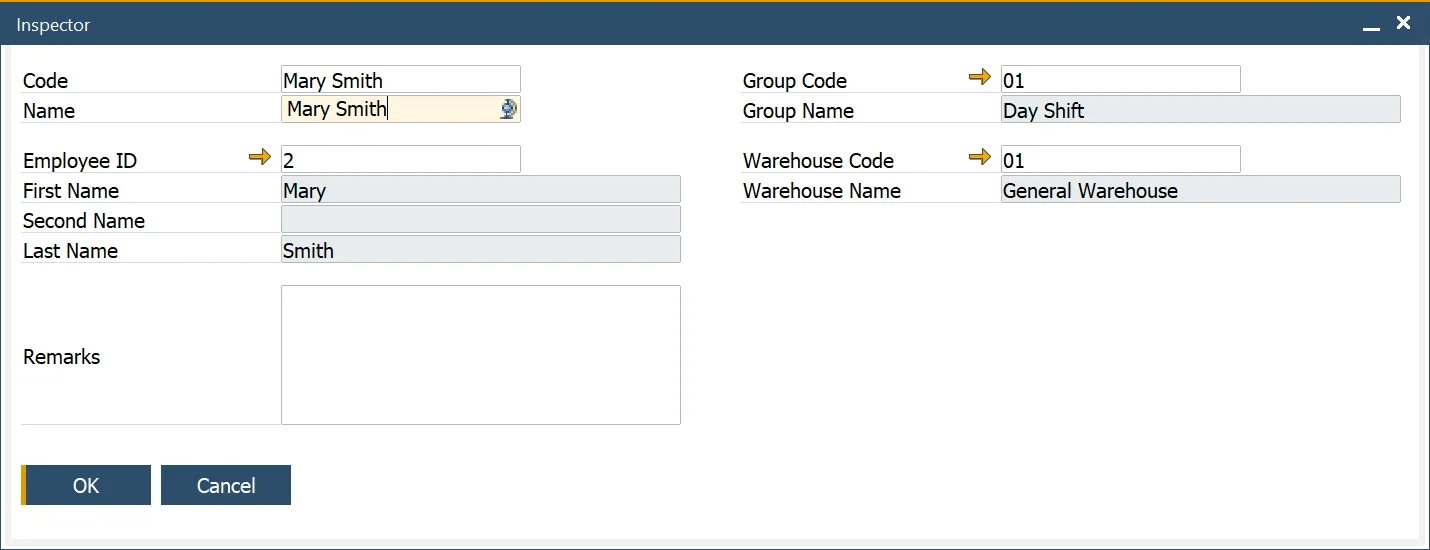 Inspector
Code Mary Smith
Name Mary Smith
Employee ID 2
First Name Mary
Second Name
Last Name Smith
Remarks
Group Code 01
Group Name Day Shift
Warehouse Code 01
Warehouse Name General Warehouse
OK Cancel